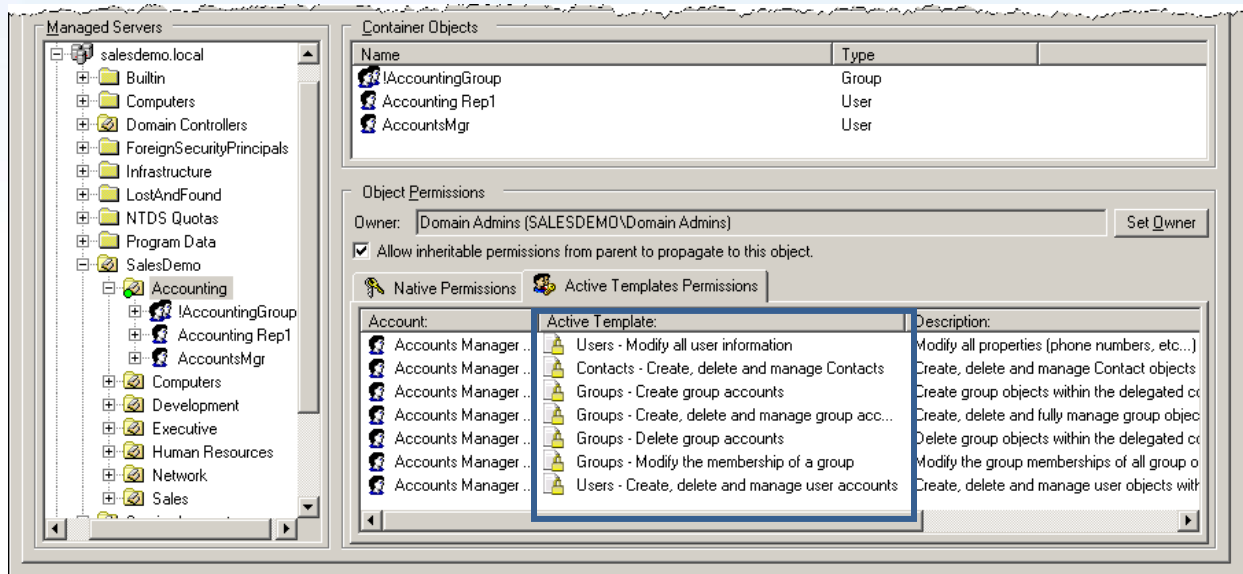 Managed Servers
salesdemo.local
Builtin
Computers
Domain Controllers
ForeignSecurityPrincipals
Infrastructure
LostAndFound
NTDS Quotas
Program Data
SalesDemo
Accounting
!AccountingGroup
Accounting Rep1
AccountsMgr
Computers
Development
Executive
Human Resources
Network
Sales
Container Objects
Name Type
!AccountingGroup Group
Accounting Rep1 User
AccountsMgr User
Object Permissions
Owner: Domain Admins (SALESDEMO\Domain Admins) Set Owner
Allow inheritable permissions from parent to propagate to this object.
Native Permissions Active Templates Permissions
Account: Active Template: Description:
Accounts Manager ... Users - Modify all user information Modify all properties (phone numbers, etc...)
Accounts Manager ... Contacts - Create, delete and manage Contacts Create, delete and manage Contact objects
Accounts Manager ... Groups - Create group accounts Create group objects within the delegated co
Accounts Manager ... Groups - Create, delete and manage group acc... Create, delete and fully manage group objec
Accounts Manager ... Groups - Delete group accounts Delete group objects within the delegated co
Accounts Manager ... Groups - Modify the membership of a group Modify the group memberships of all group o
Accounts Manager ... Users - Create, delete and manage user accounts Create, delete and manage user objects with